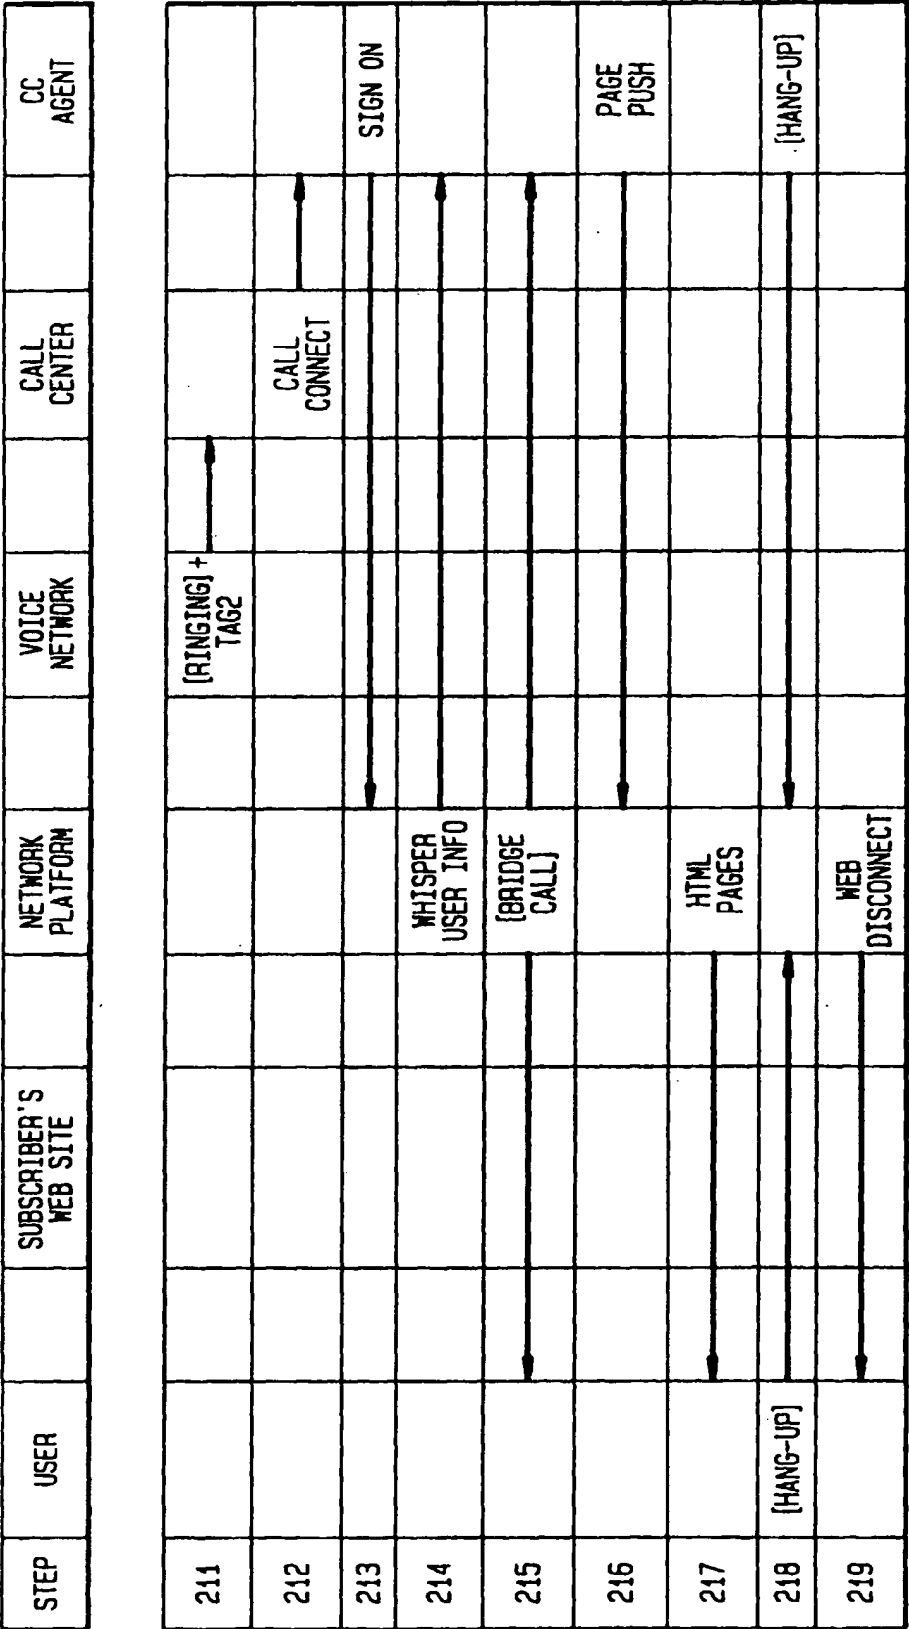 STEP
USER
SUBSCRIBER'S
WEB SITE
NETWORK
PLATFORM
VOICE
NETWORK
CALL
CENTER
CC
AGENT
211
[RINGING]+
TAG2
212
CALL
CONNECT
213
SIGN ON
214
WHISPER
USER INFO
215
[BRIDGE
CALL]
216
PAGE
PUSH
217
HTML
PAGES
218
[HANG-UP]
[HANG-UP]
219
WEB
DISCONNECT